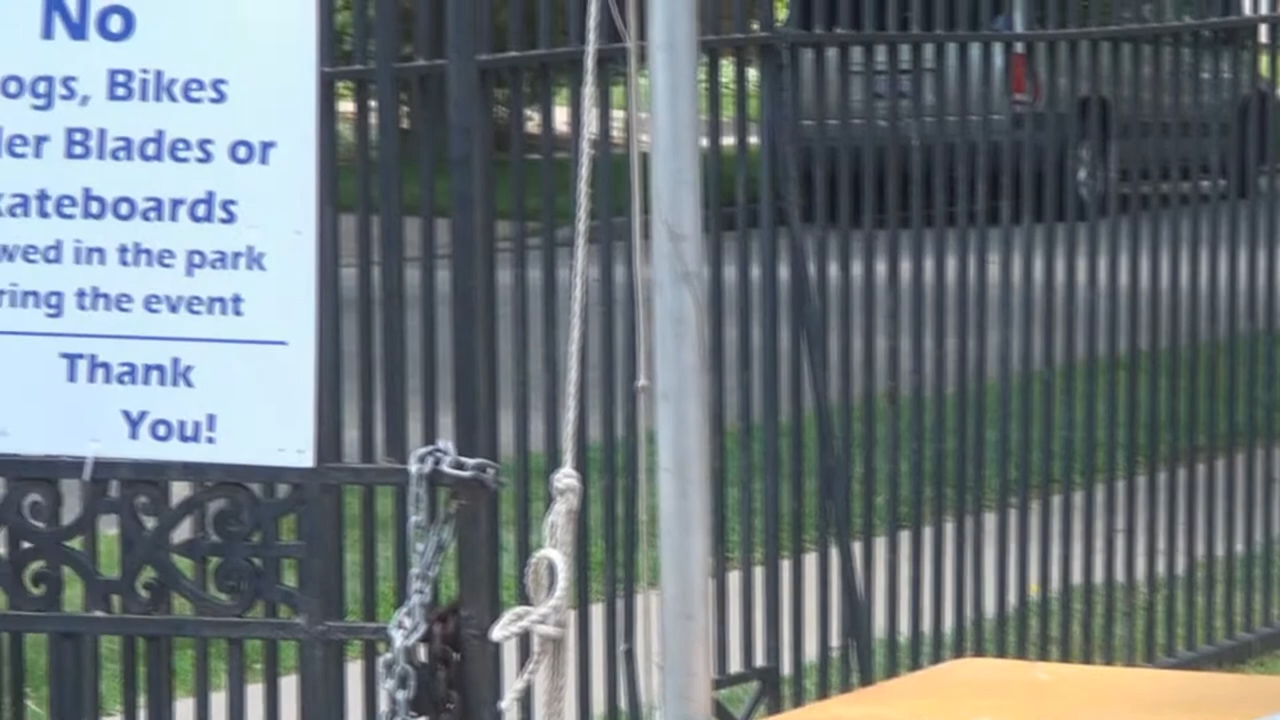 No
ogs, Bikes
ler Blades or
kateboards
wed in the park
ring the event
Thank
You!